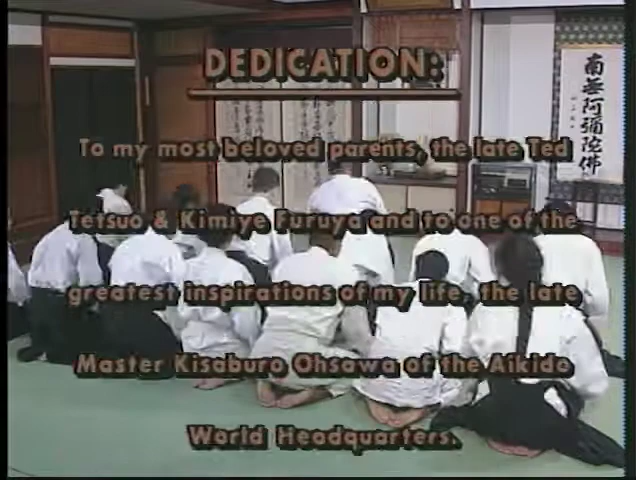 DEDICATION:
To my most beloved parents, the late Ted
Tetsuo & Kimiye Furuya and to one of the
greatest inspirations of my life, the late
Master Kisaburo Ohsawa of the Aikido
World Headquarters.
南無阿彌陀佛